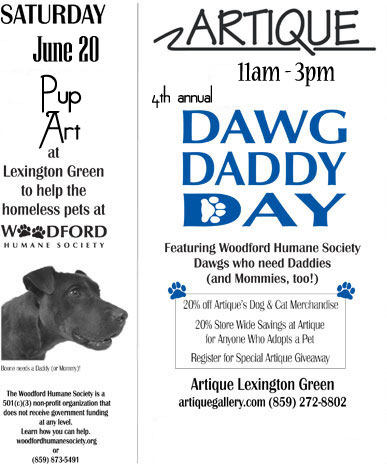 SATURDAY
June 20
Pup
Art
at
Lexington Green
to help the
homeless pets at
WOODFORD
HUMANE SOCIETY
Boone needs a Daddy (or Mommy)!
The Woodford Humane Society is a
501(c)(3) non-profit organization that
does not receive government funding
at any level.
Learn how you can help.
woodfordhumanesociety.org
or
(859) 873-5491
ARTIQUE
11am - 3pm
4th annual
DAWG
DADDY
DAY
Featuring Woodford Humane Society
Dawgs who need Daddies
(and Mommies, too!)
20% off Artique's Dog & Cat Merchandise
20% Store Wide Savings at Artique
for Anyone Who Adopts a Pet
Register for Special Artique Giveaway
Artique Lexington Green
artiquegallery.com (859) 272-8802